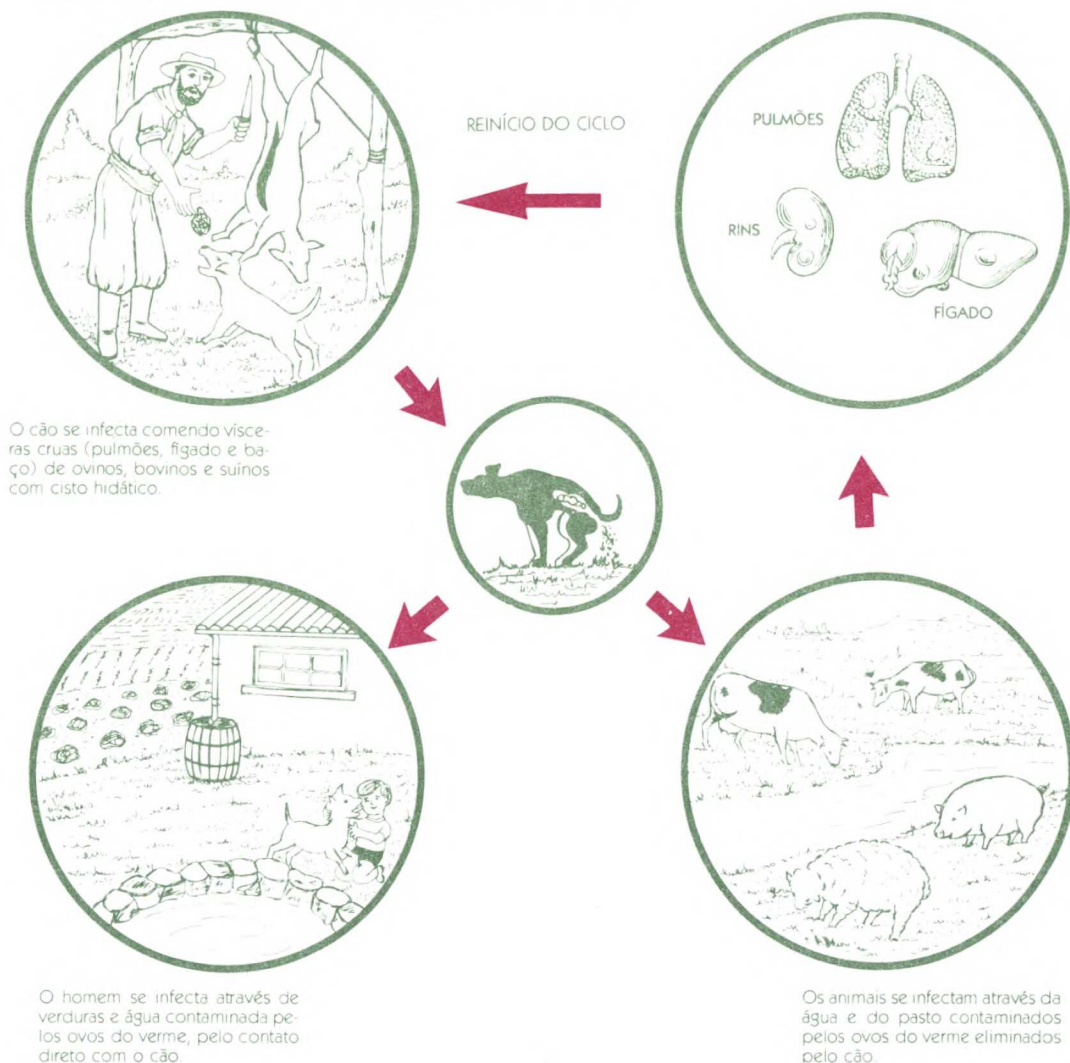 REINÍCIO DO CICLO
PULMÕES
RINS
FÍGADO
O cão se infecta comendo vísce-
ras cruas (pulmões, fígado e ba-
ço) de ovinos, bovinos e suínos
com cisto hidático.
O homem se infecta através de
verduras e água contaminada pe-
los ovos do verme, pelo contato
direto com o cão.
Os animais se infectam através da
água e do pasto contaminados
pelos ovos do verme eliminados
pelo cão.